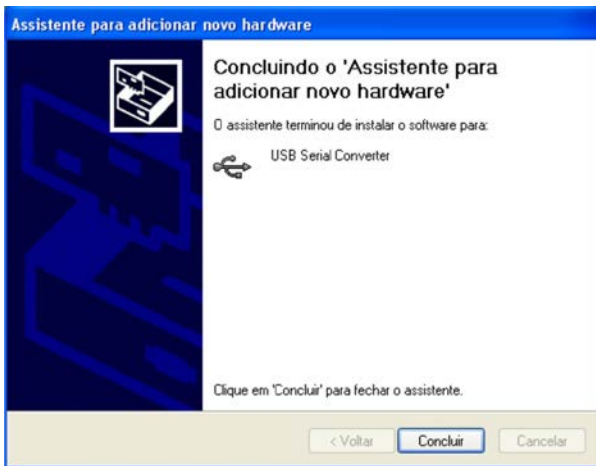 Assistente para adicionar novo hardware
Concluindo o 'Assistente para
adicionar novo hardware'
O assistente terminou de instalar o software para:
USB Serial Converter
Clique em 'Concluir' para fechar o assistente.
< Voltar
Concluir
Cancelar